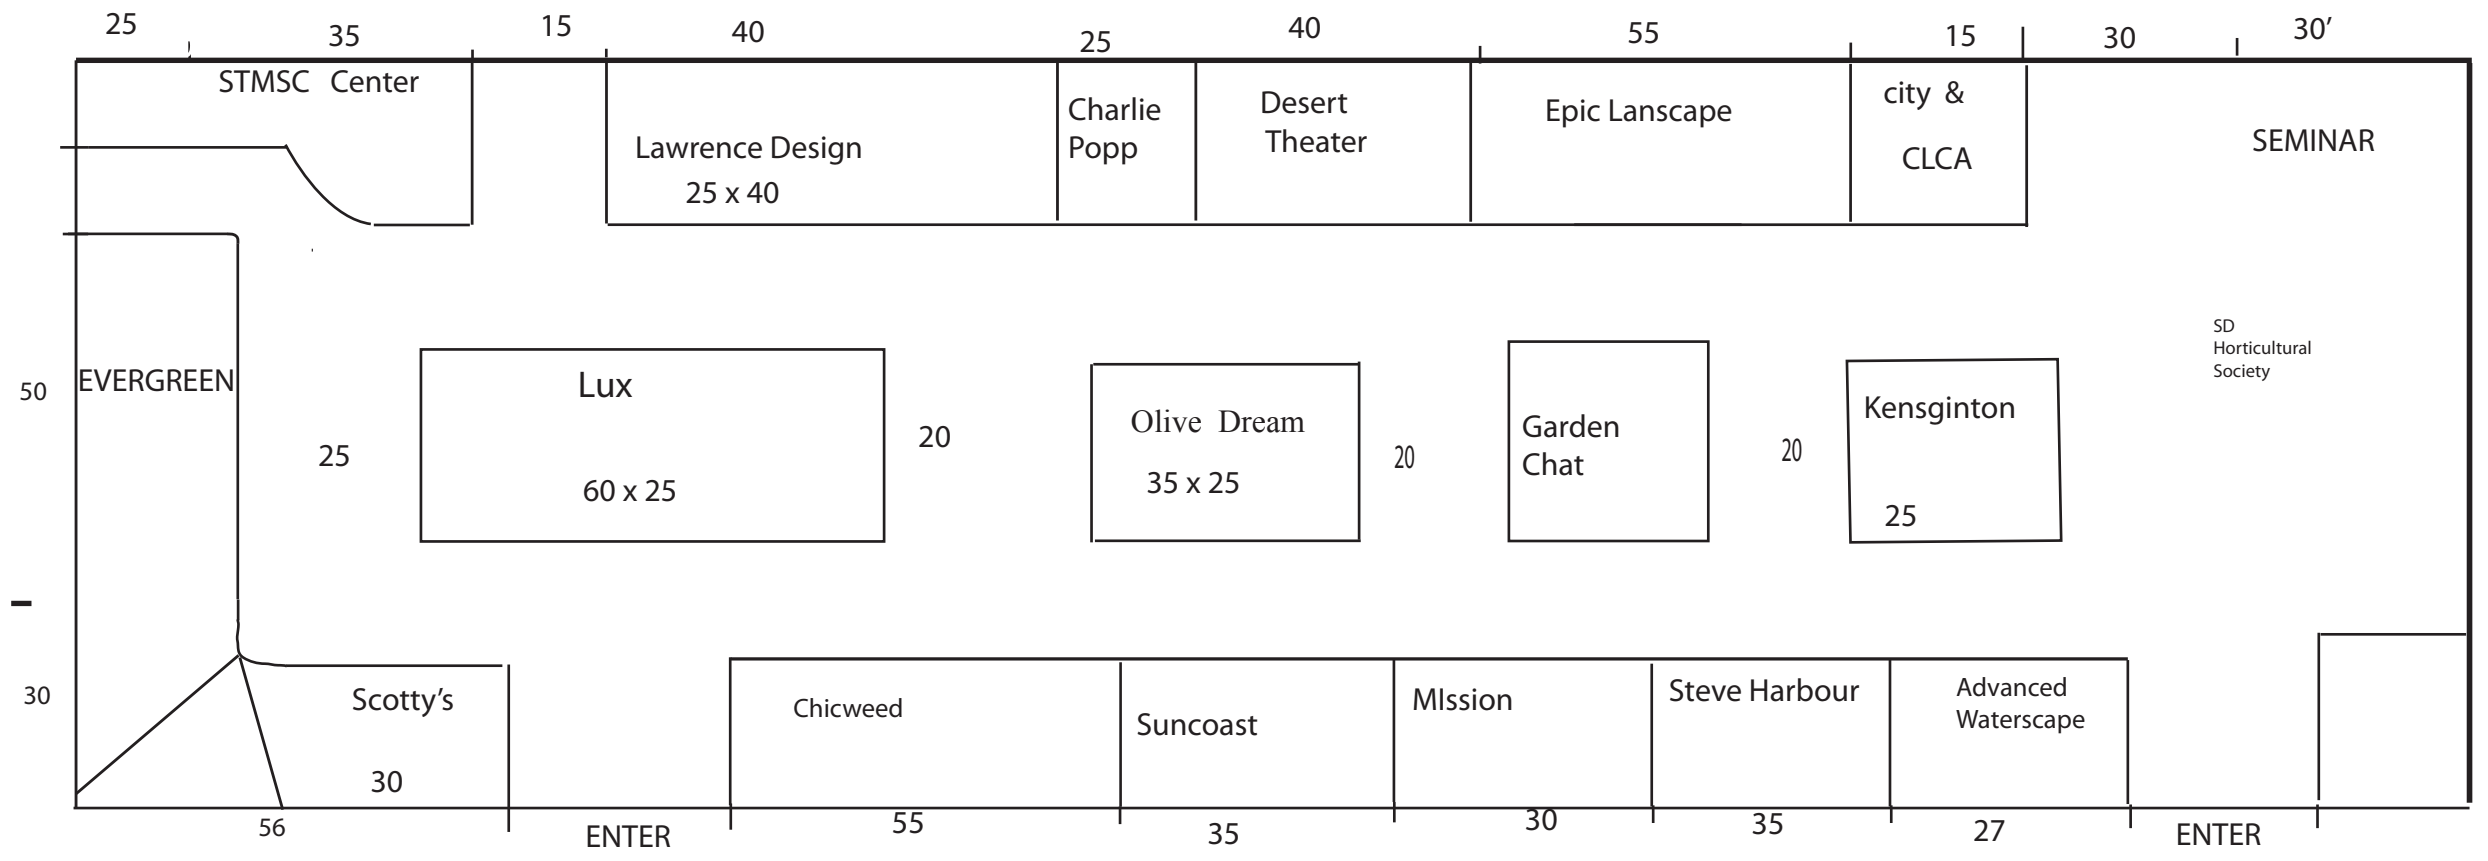 25
35
15
40
25
40
55
15
30
30’
STMSC Center
Lawrence Design
25 x 40
Charlie
Popp
Desert
Theater
Epic Lanscape
city &
CLCA
SEMINAR
EVERGREEN
50
25
Lux
60 x 25
20
Olive Dream
35 x 25
20
Garden
Chat
20
Kensginton
25
SD
Horticultural
Society
30
Scotty’s
30
Chicweed
Suncoast
MIssion
Steve Harbour
Advanced
Waterscape
56
ENTER
55
35
30
35
27
ENTER